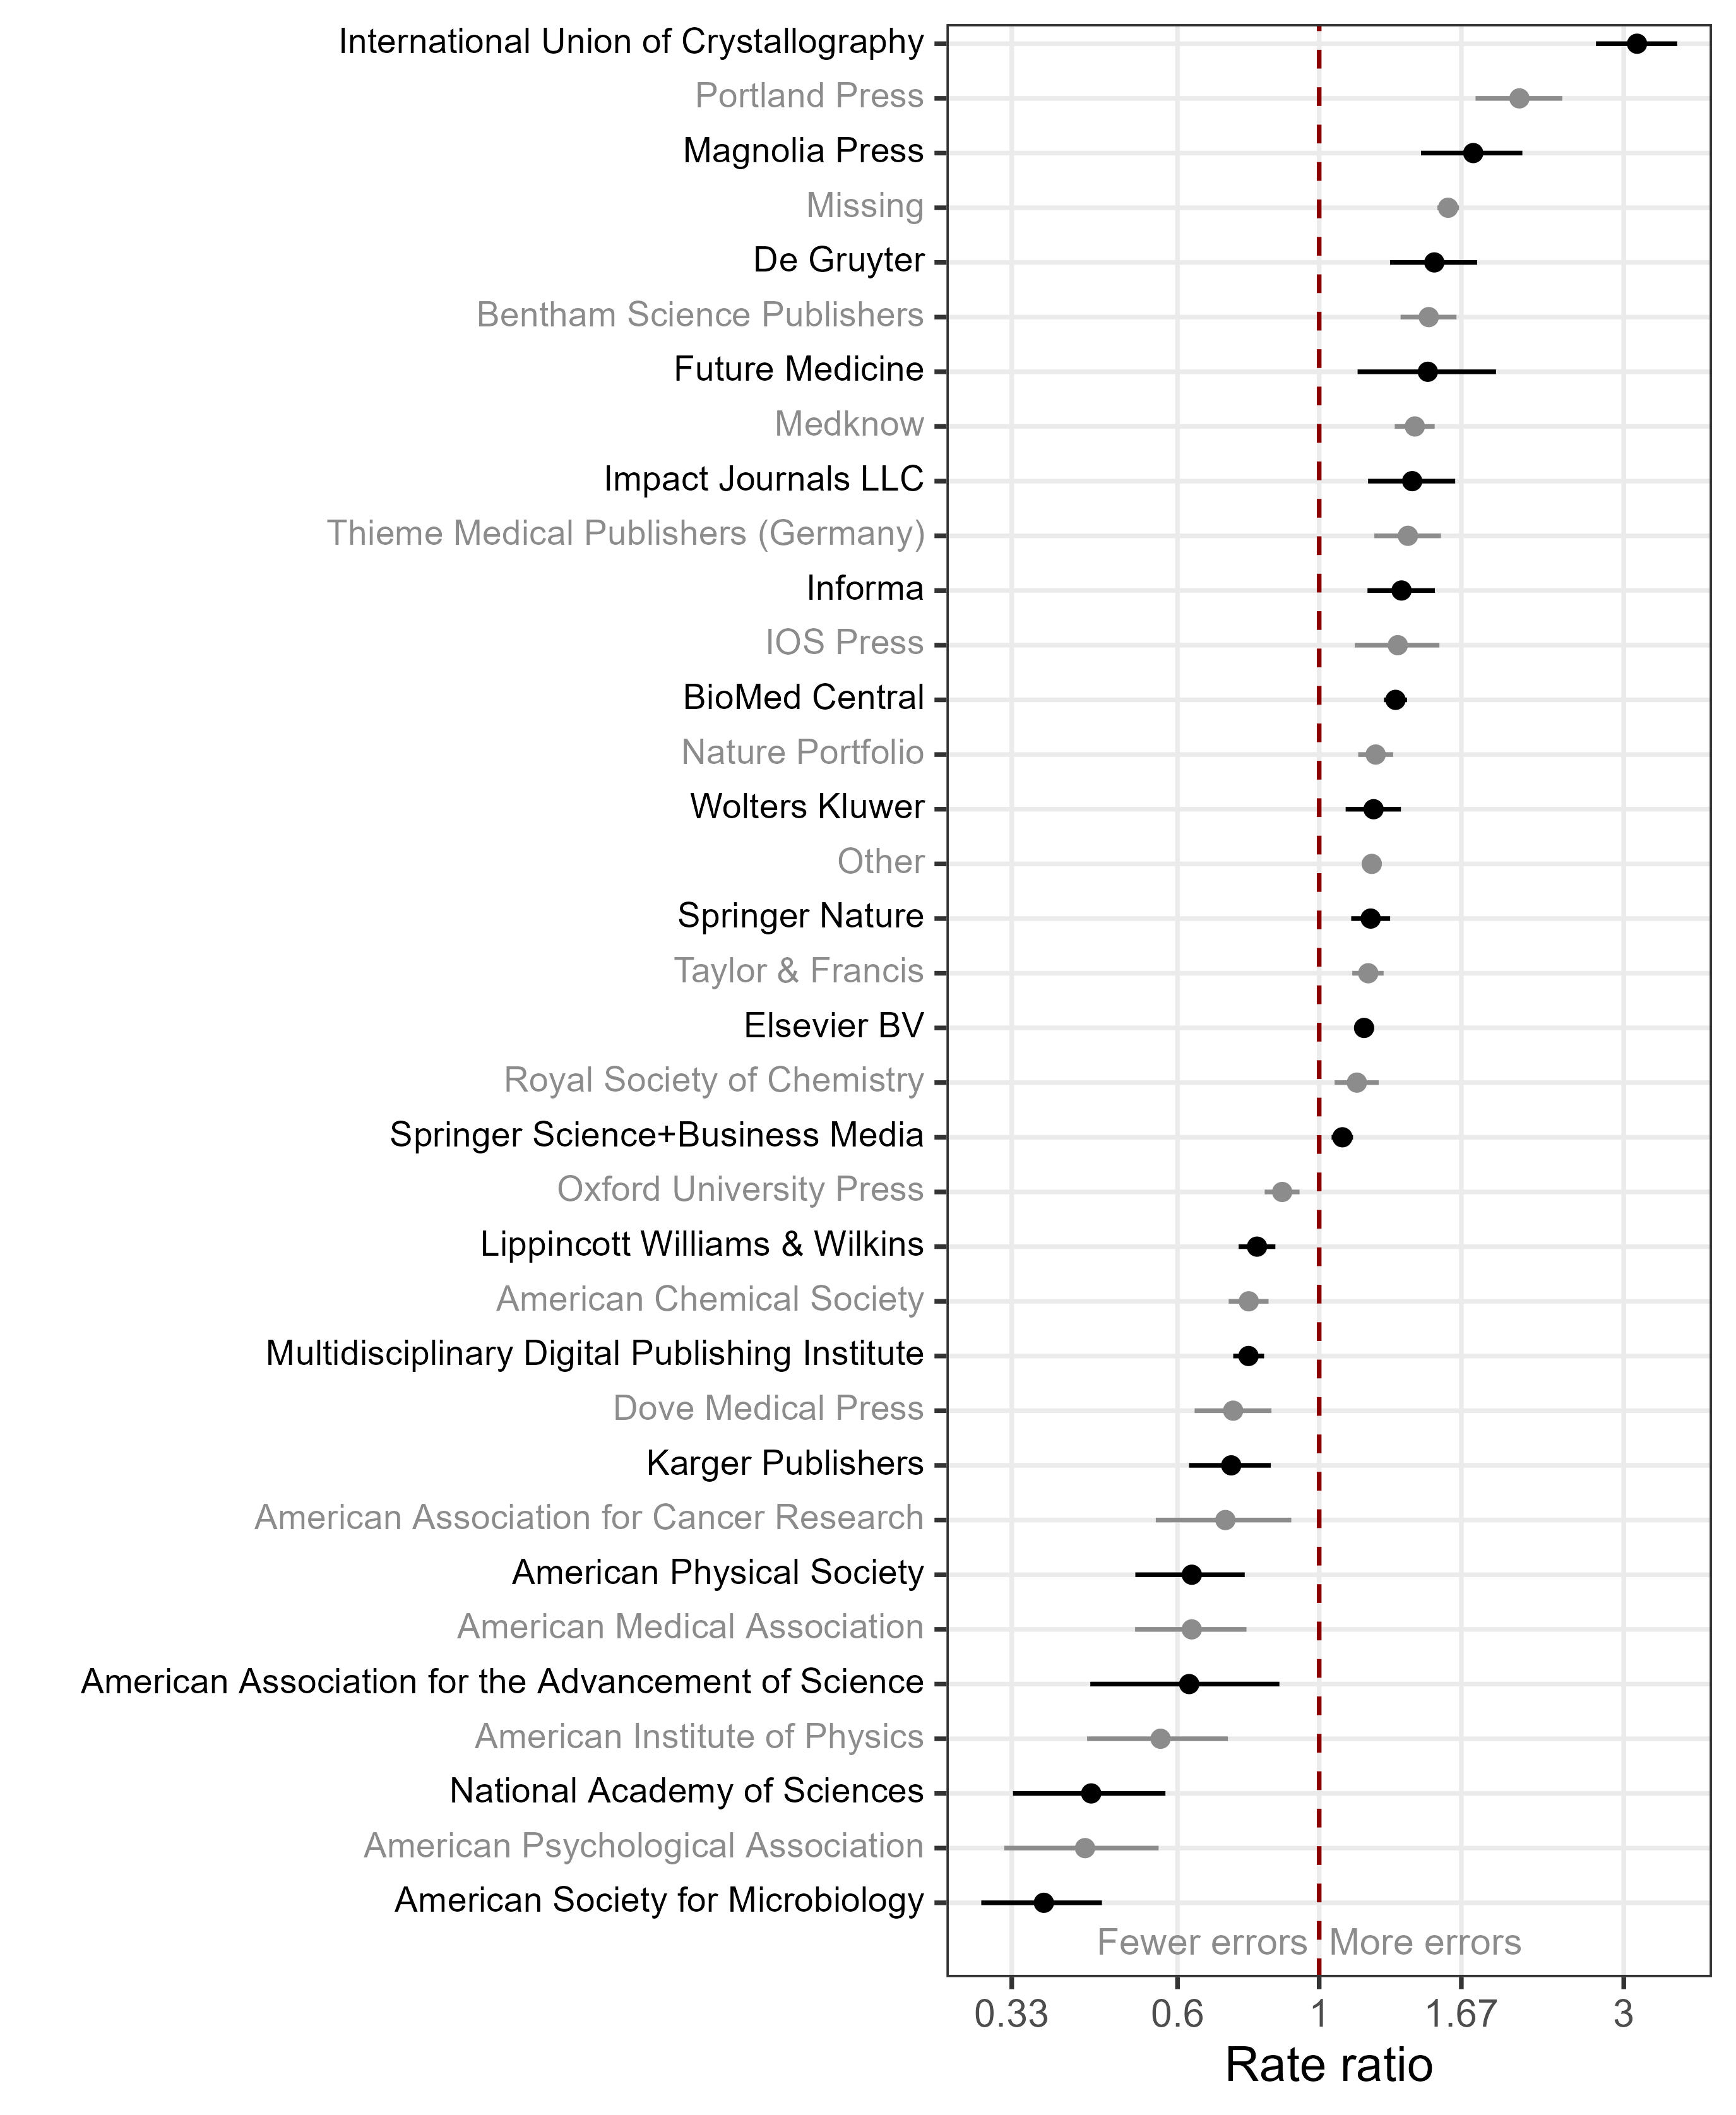 International Union of Crystallography
Portland Press
Magnolia Press
Missing
De Gruyter
Bentham Science Publishers
Future Medicine
Medknow
Impact Journals LLC
Thieme Medical Publishers (Germany)
Informa
IOS Press
BioMed Central
Nature Portfolio
Wolters Kluwer
Other
Springer Nature
Taylor & Francis
Elsevier BV
Royal Society of Chemistry
Springer Science+Business Media
Oxford University Press
Lippincott Williams & Wilkins
American Chemical Society
Multidisciplinary Digital Publishing Institute
Dove Medical Press
Karger Publishers
American Association for Cancer Research
American Physical Society
American Medical Association
American Association for the Advancement of Science
American Institute of Physics
National Academy of Sciences
American Psychological Association
American Society for Microbiology
Fewer errors More errors
0.33 0.6 1 1.67 3
Rate ratio